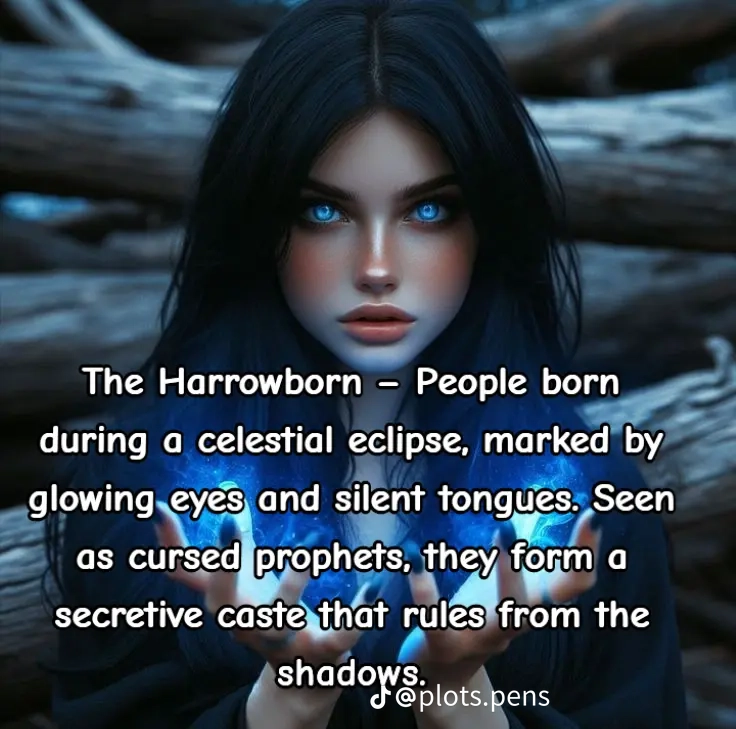 The Harrowborn – People born
during a celestial eclipse, marked by
glowing eyes and silent tongues. Seen
as cursed prophets, they form a
secretive caste that rules from the
shadows.
@plots.pens